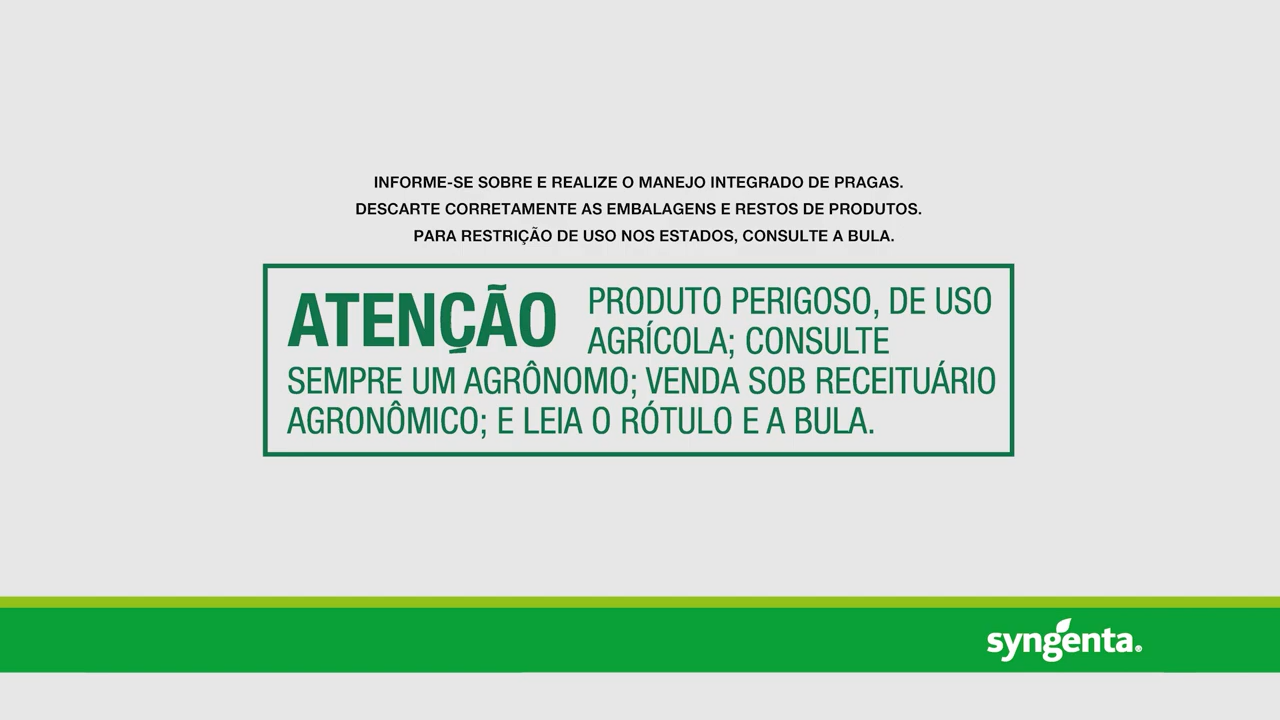 INFORME-SE SOBRE E REALIZE O MANEJO INTEGRADO DE PRAGAS.
DESCARTE CORRETAMENTE AS EMBALAGENS E RESTOS DE PRODUTOS.
PARA RESTRIÇÃO DE USO NOS ESTADOS, CONSULTE A BULA.
ATENÇÃO PRODUTO PERIGOSO, DE USO
AGRÍCOLA; CONSULTE
SEMPRE UM AGRÔNOMO; VENDA SOB RECEITUÁRIO
AGRONÔMICO; E LEIA O RÓTULO E A BULA.
syngenta®